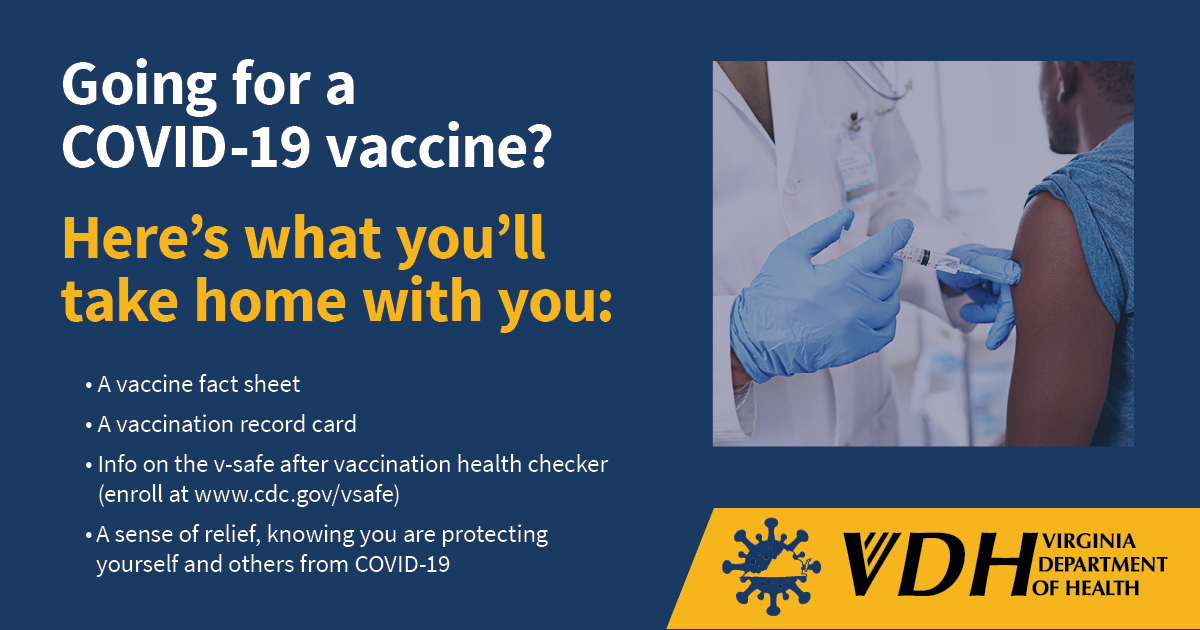 Going for a
COVID-19 vaccine?
Here’s what you’ll
take home with you:
• A vaccine fact sheet
• A vaccination record card
• Info on the v-safe after vaccination health checker
(enroll at www.cdc.gov/vsafe)
• A sense of relief, knowing you are protecting
yourself and others from COVID-19
VDH
VIRGINIA
DEPARTMENT
OF HEALTH